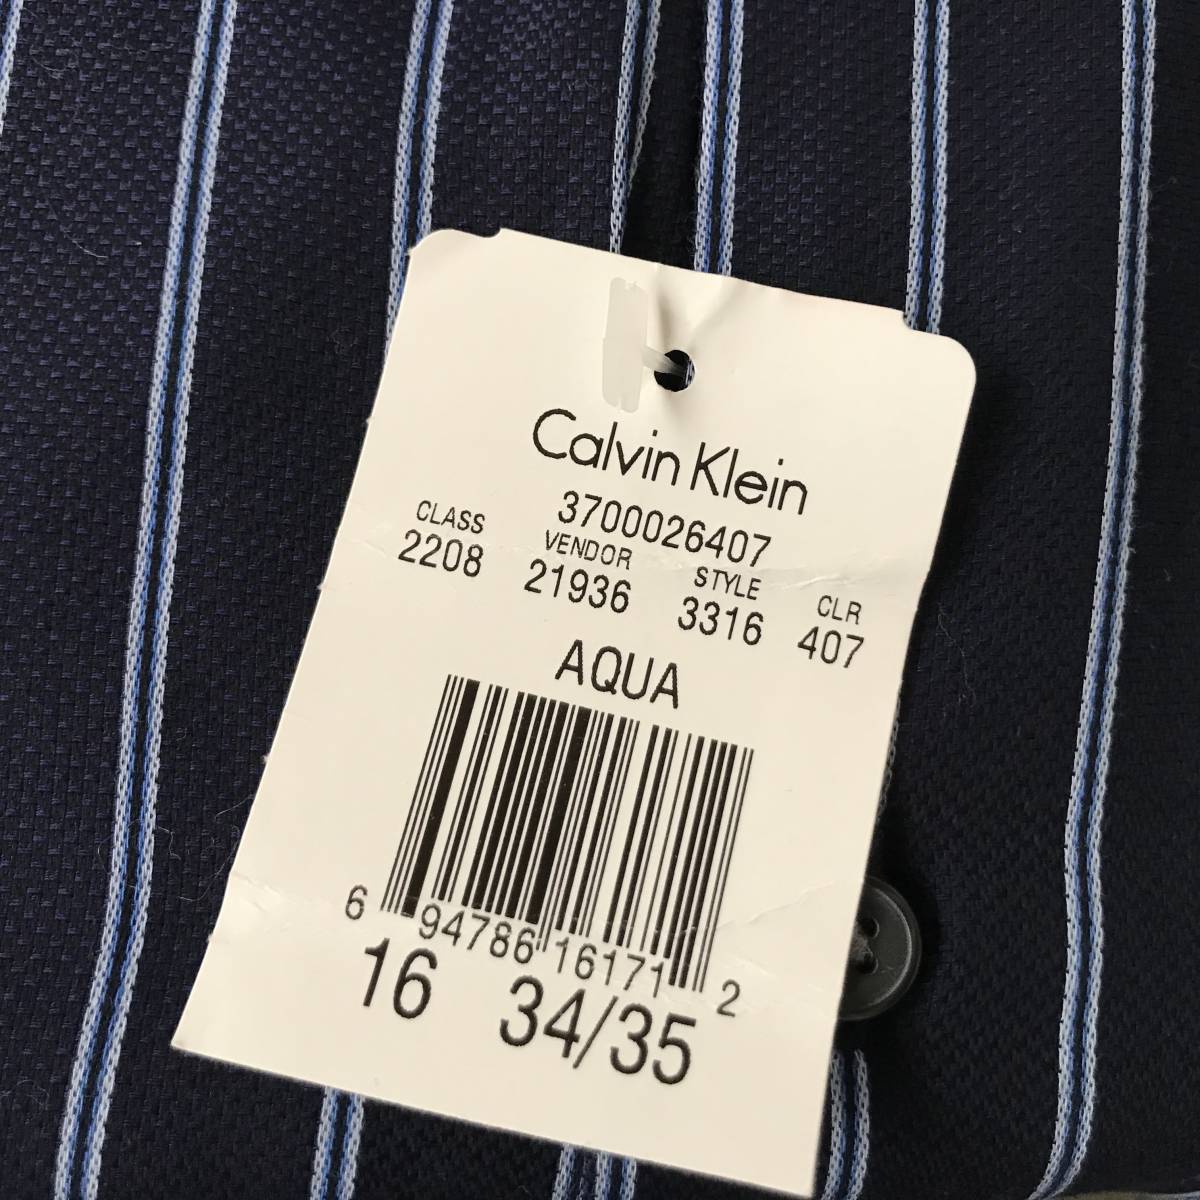 Calvin Klein
3700026407
CLASS VENDOR STYLE CLR
2208 21936 3316 407
AQUA
6 94786 16171 2
16 34/35